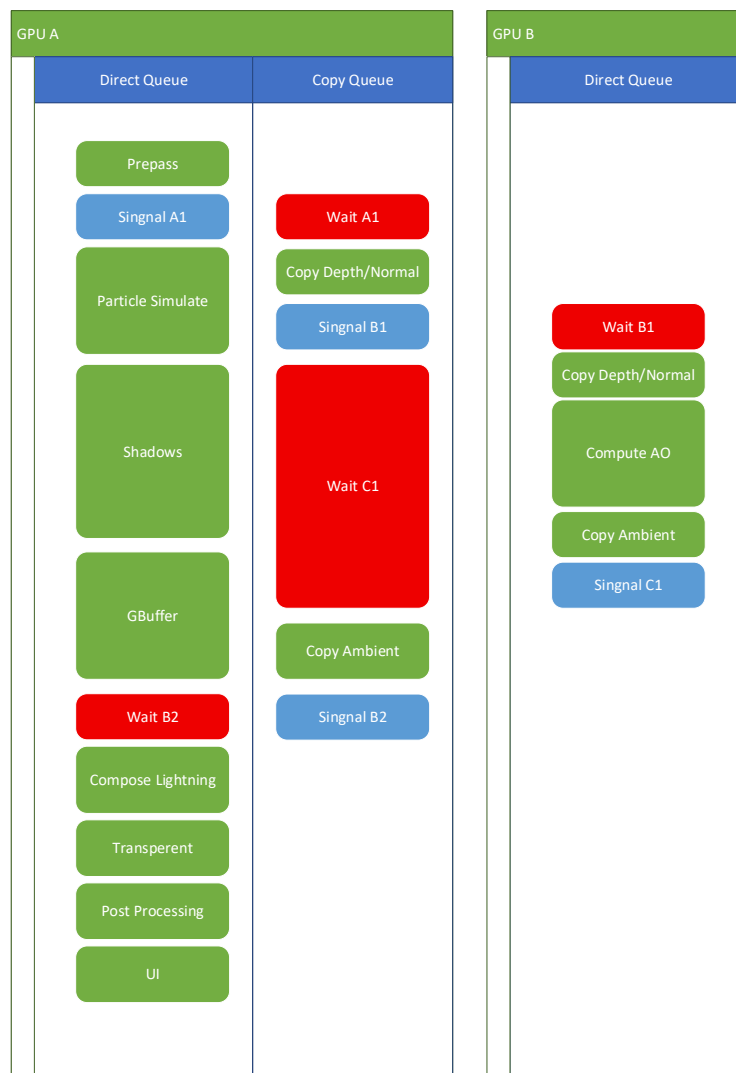 GPU A
Direct Queue
Copy Queue
Prepass
Singnal A1
Particle Simulate
Shadows
GBuffer
Wait B2
Compose Lightning
Transperent
Post Processing
UI
Wait A1
Copy Depth/Normal
Singnal B1
Wait C1
Copy Ambient
Singnal B2
GPU B
Direct Queue
Wait B1
Copy Depth/Normal
Compute AO
Copy Ambient
Singnal C1